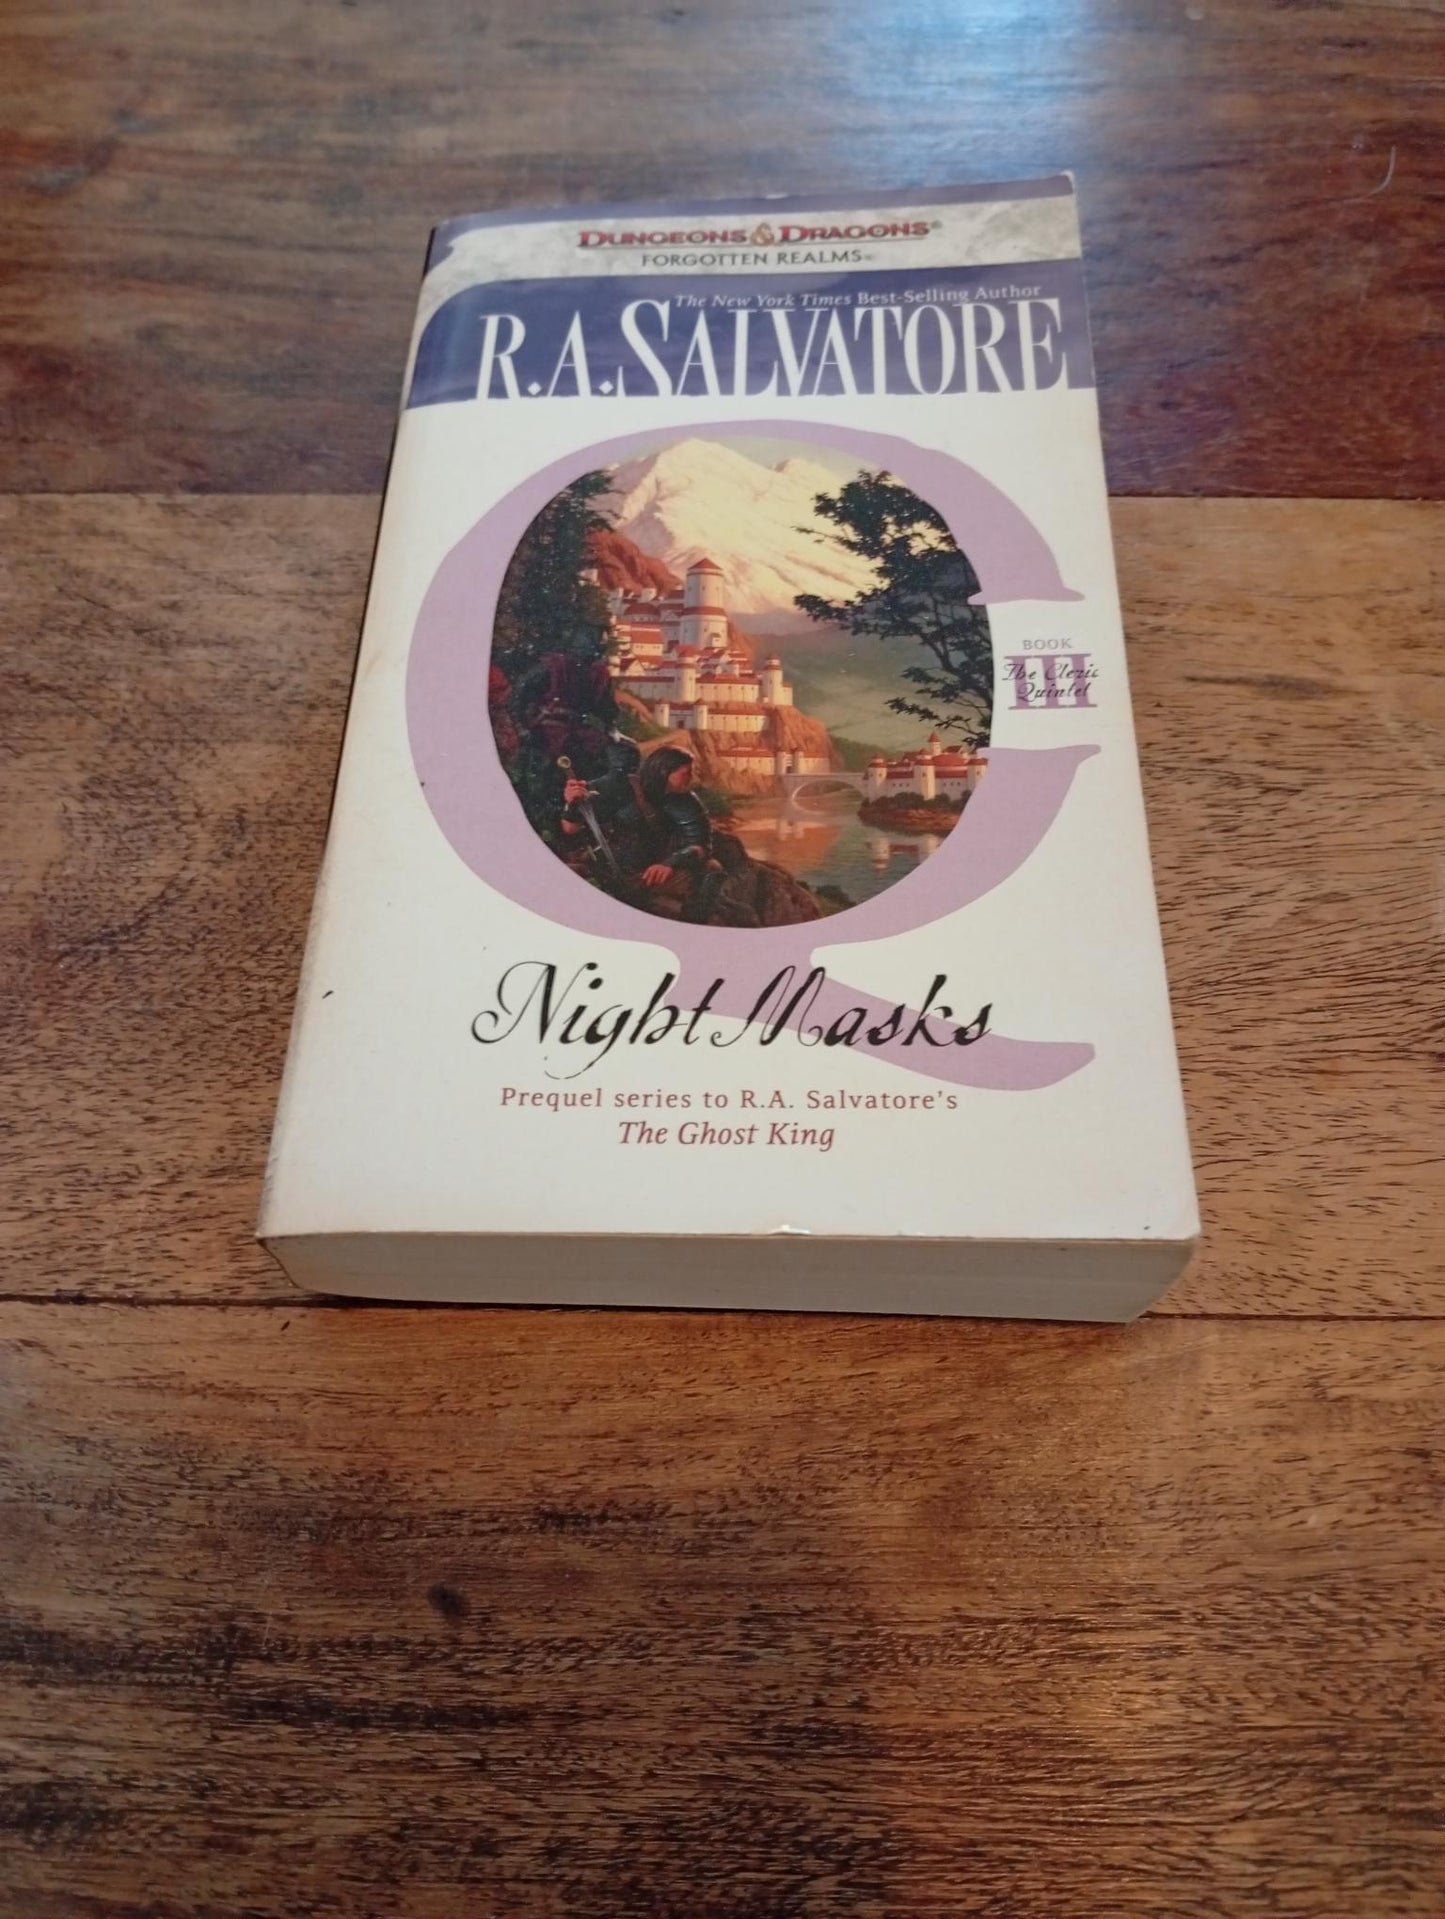 DUNGEONS & DRAGONS®
FORGOTTEN REALMS®
The New York Times Best-Selling Author
R.A. SALVATORE
BOOK
III
The Cleric
Quintet
Night Masks
Prequel series to R.A. Salvatore's
The Ghost King